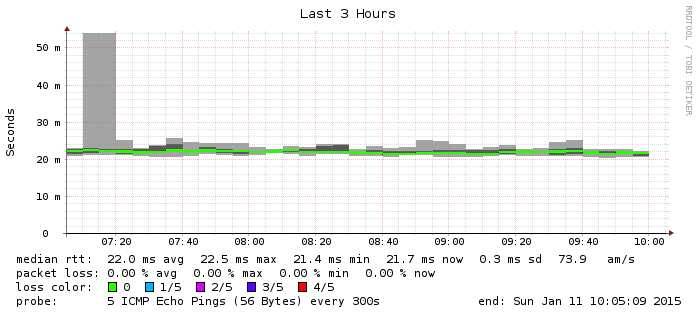 Last 3 Hours
RRDTOOL / TOBI OETIKER
Seconds
50 m
40 m
30 m
20 m
10 m
0
07:20 07:40 08:00 08:20 08:40 09:00 09:20 09:40 10:00
median rtt: 22.0 ms avg 22.5 ms max 21.4 ms min 21.7 ms now 0.3 ms sd 73.9 am/s
packet loss: 0.00 % avg 0.00 % max 0.00 % min 0.00 % now
loss color: 0 1/5 2/5 3/5 4/5
probe: 5 ICMP Echo Pings (56 Bytes) every 300s end: Sun Jan 11 10:05:09 2015